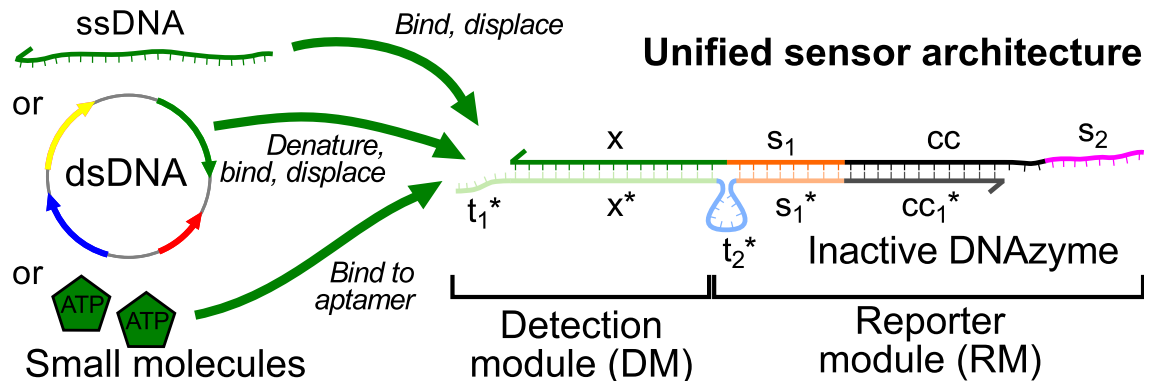 ssDNA
Bind, displace
Unified sensor architecture
or
dsDNA
Denature,
bind, displace
x
s1
cc
s2
t1*
x*
s1*
cc1*
t2*
Inactive DNAzyme
or
ATP
ATP
Bind to
aptamer
Small molecules
Detection
module (DM)
Reporter
module (RM)